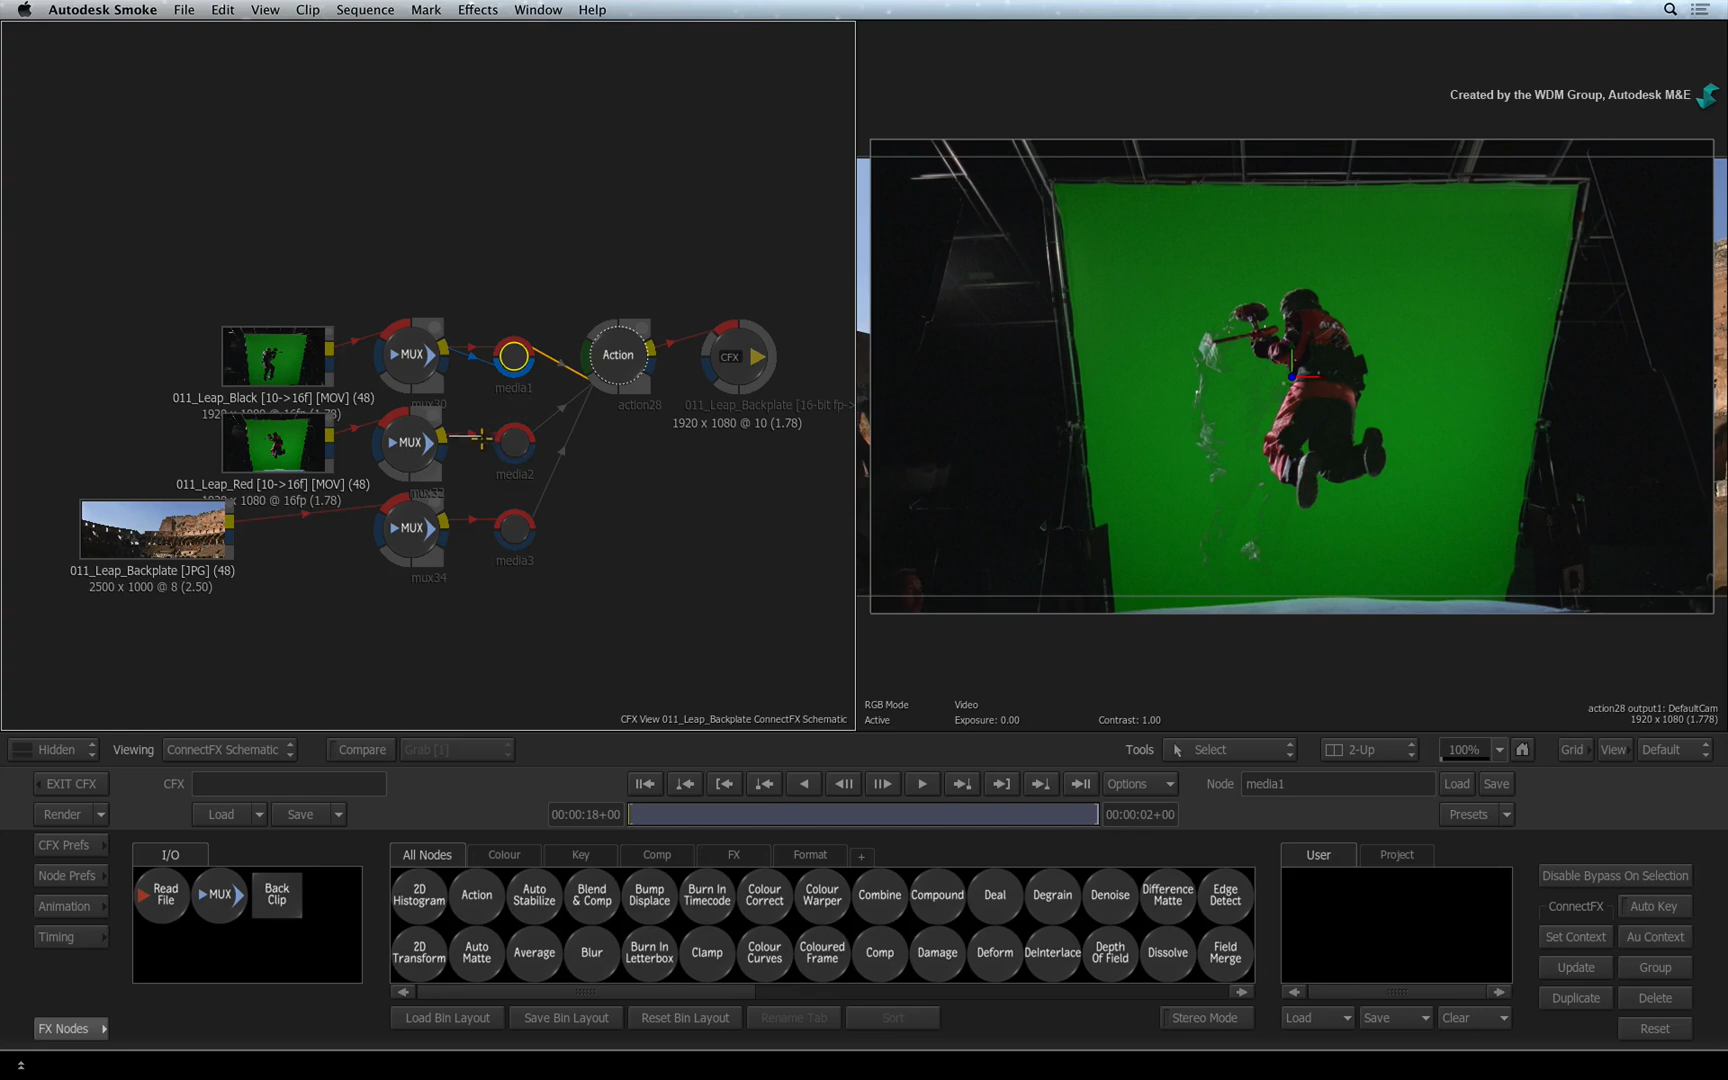 Autodesk Smoke File Edit View Clip Sequence Mark Effects Window Help
Created by the WDM Group, Autodesk M&E
MUX
media1
Action
CFX
011_Leap_Black [10->16f] [MOV] (48)
mux30
action28
011_Leap_Backplate [16-bit fp->
1920 x 1080 @ 16fp (1.78)
1920 x 1080 @ 10 (1.78)
MUX
media2
011_Leap_Red [10->16f] [MOV] (48)
mux32
1920 x 1080 @ 16fp (1.78)
MUX
media3
011_Leap_Backplate [JPG] (48)
mux34
2500 x 1000 @ 8 (2.50)
CFX View 011_Leap_Backplate ConnectFX Schematic
RGB Mode Video
Active Exposure: 0.00 Contrast: 1.00
action28 output1: DefaultCam
1920 x 1080 (1.778)
Hidden Viewing ConnectFX Schematic Compare Grab [1] Tools Select 2-Up 100% Grid View Default
EXIT CFX CFX Options Node media1 Load Save
Render Load Save 00:00:18+00 00:00:02+00 Presets
CFX Prefs
Node Prefs
Animation
Timing
FX Nodes
I/O
Read File MUX Back Clip
All Nodes Colour Key Comp FX Format +
2D Histogram Action Auto Stabilize Blend & Comp Bump Displace Burn In Timecode Colour Correct Colour Warper Combine Compound Deal Degrain Denoise Difference Matte Edge Detect
2D Transform Auto Matte Average Blur Burn In Letterbox Clamp Colour Curves Coloured Frame Comp Damage Deform DeInterlace Depth Of Field Dissolve Field Merge
Load Bin Layout Save Bin Layout Reset Bin Layout Rename Tab Sort Stereo Mode
User Project
Load Save Clear
Disable Bypass On Selection
ConnectFX Auto Key
Set Context Au Context
Update Group
Duplicate Delete
Reset